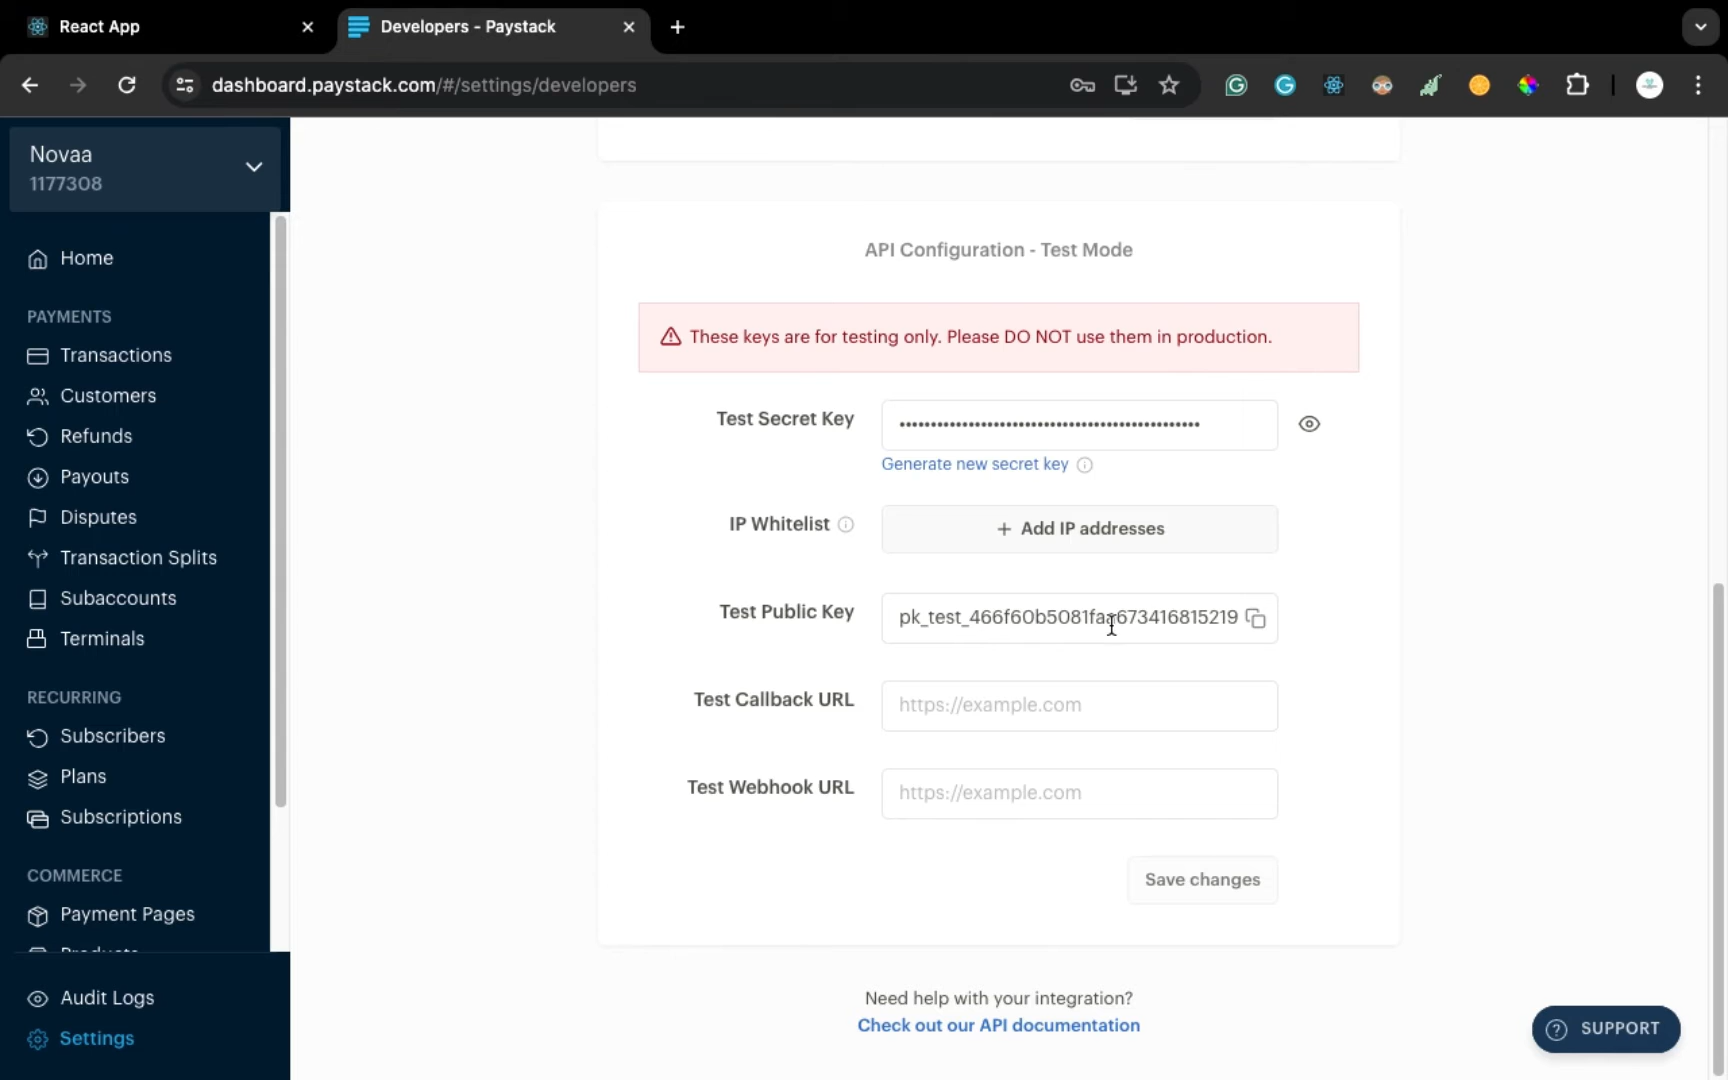 React App
Developers - Paystack
dashboard.paystack.com/#/settings/developers
Novaa
1177308
Home
PAYMENTS
Transactions
Customers
Refunds
Payouts
Disputes
Transaction Splits
Subaccounts
Terminals
RECURRING
Subscribers
Plans
Subscriptions
COMMERCE
Payment Pages
Products
Audit Logs
Settings
API Configuration - Test Mode
These keys are for testing only. Please DO NOT use them in production.
Test Secret Key
••••••••••••••••••••••••••••••••••••••••••••••••
Generate new secret key
IP Whitelist
+ Add IP addresses
Test Public Key
Test Callback URL
https://example.com
Test Webhook URL
https://example.com
Save changes
Need help with your integration?
Check out our API documentation
SUPPORT